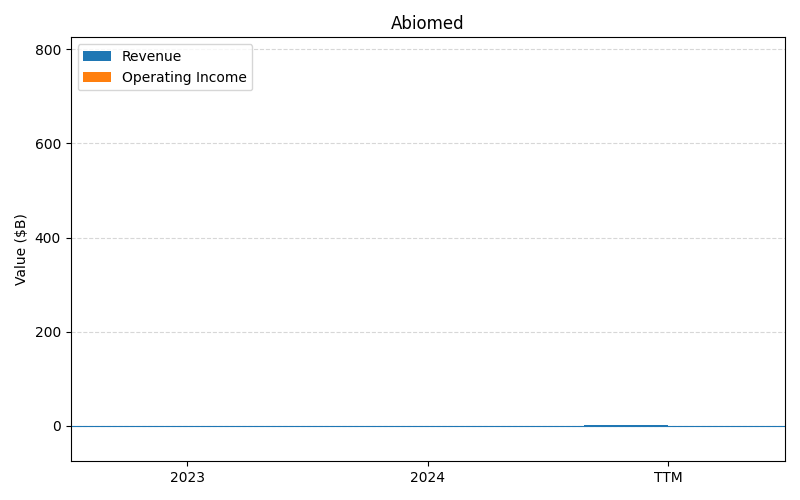 Abiomed
Revenue
Operating Income
Value ($B)
800
600
400
200
0
2023
2024
TTM